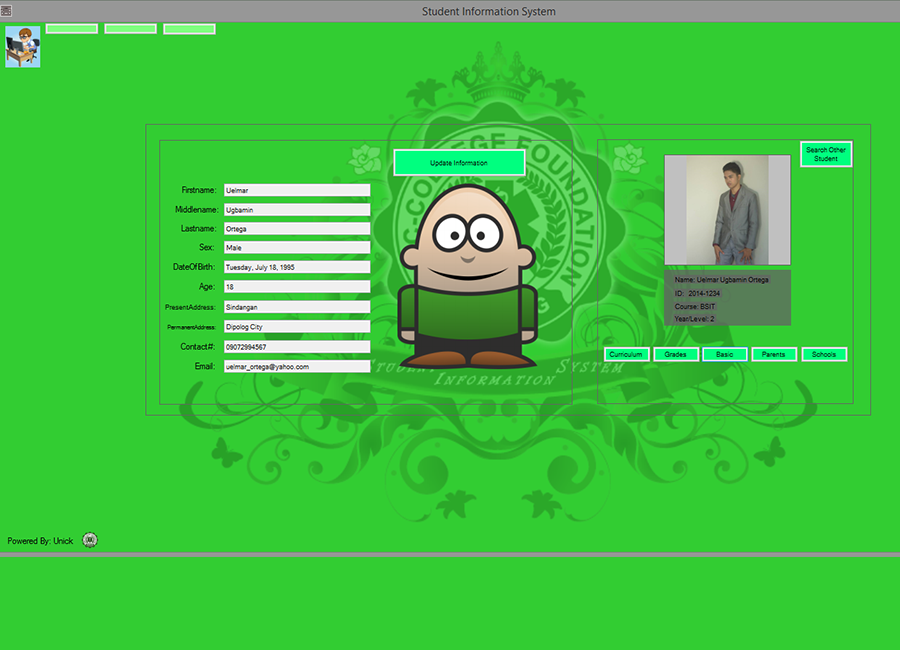 Student Information System
Update Information
Search Other
Student
COLLEGE FOUNDATION
Firstname: Uelmar
Middlename: Ugbamin
Lastname: Ortega
Sex: Male
DateOfBirth: Tuesday, July 18, 1995
Age: 18
PresentAddress: Sindangan
PermanentAddress: Dipolog City
Contact#: 09072994567
Email: uelmar_ortega@yahoo.com
Name: Uelmar Ugbamin Ortega
ID: 2014-1234
Course: BSIT
Year/Level: 2
Curriculum
Grades
Basic
Parents
Schools
Student System
Information
Powered By: Unick